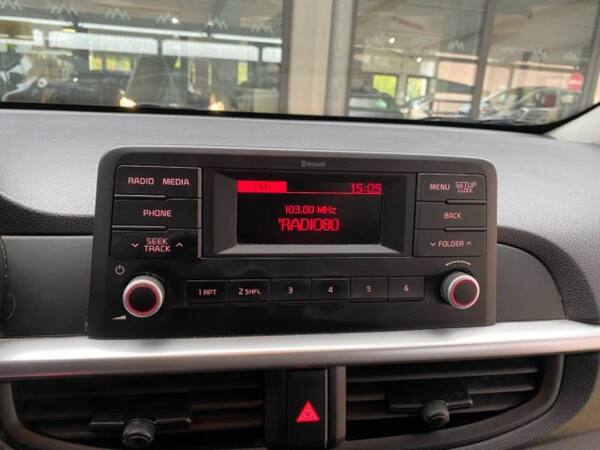 Bluetooth
RADIO MEDIA
FM1 15:05
MENU SETUP
CLOCK
PHONE
103.00 MHz
BACK
*RADIO80
SEEK
TRACK
FOLDER
1 RPT 2 SHFL 3 4 5 6